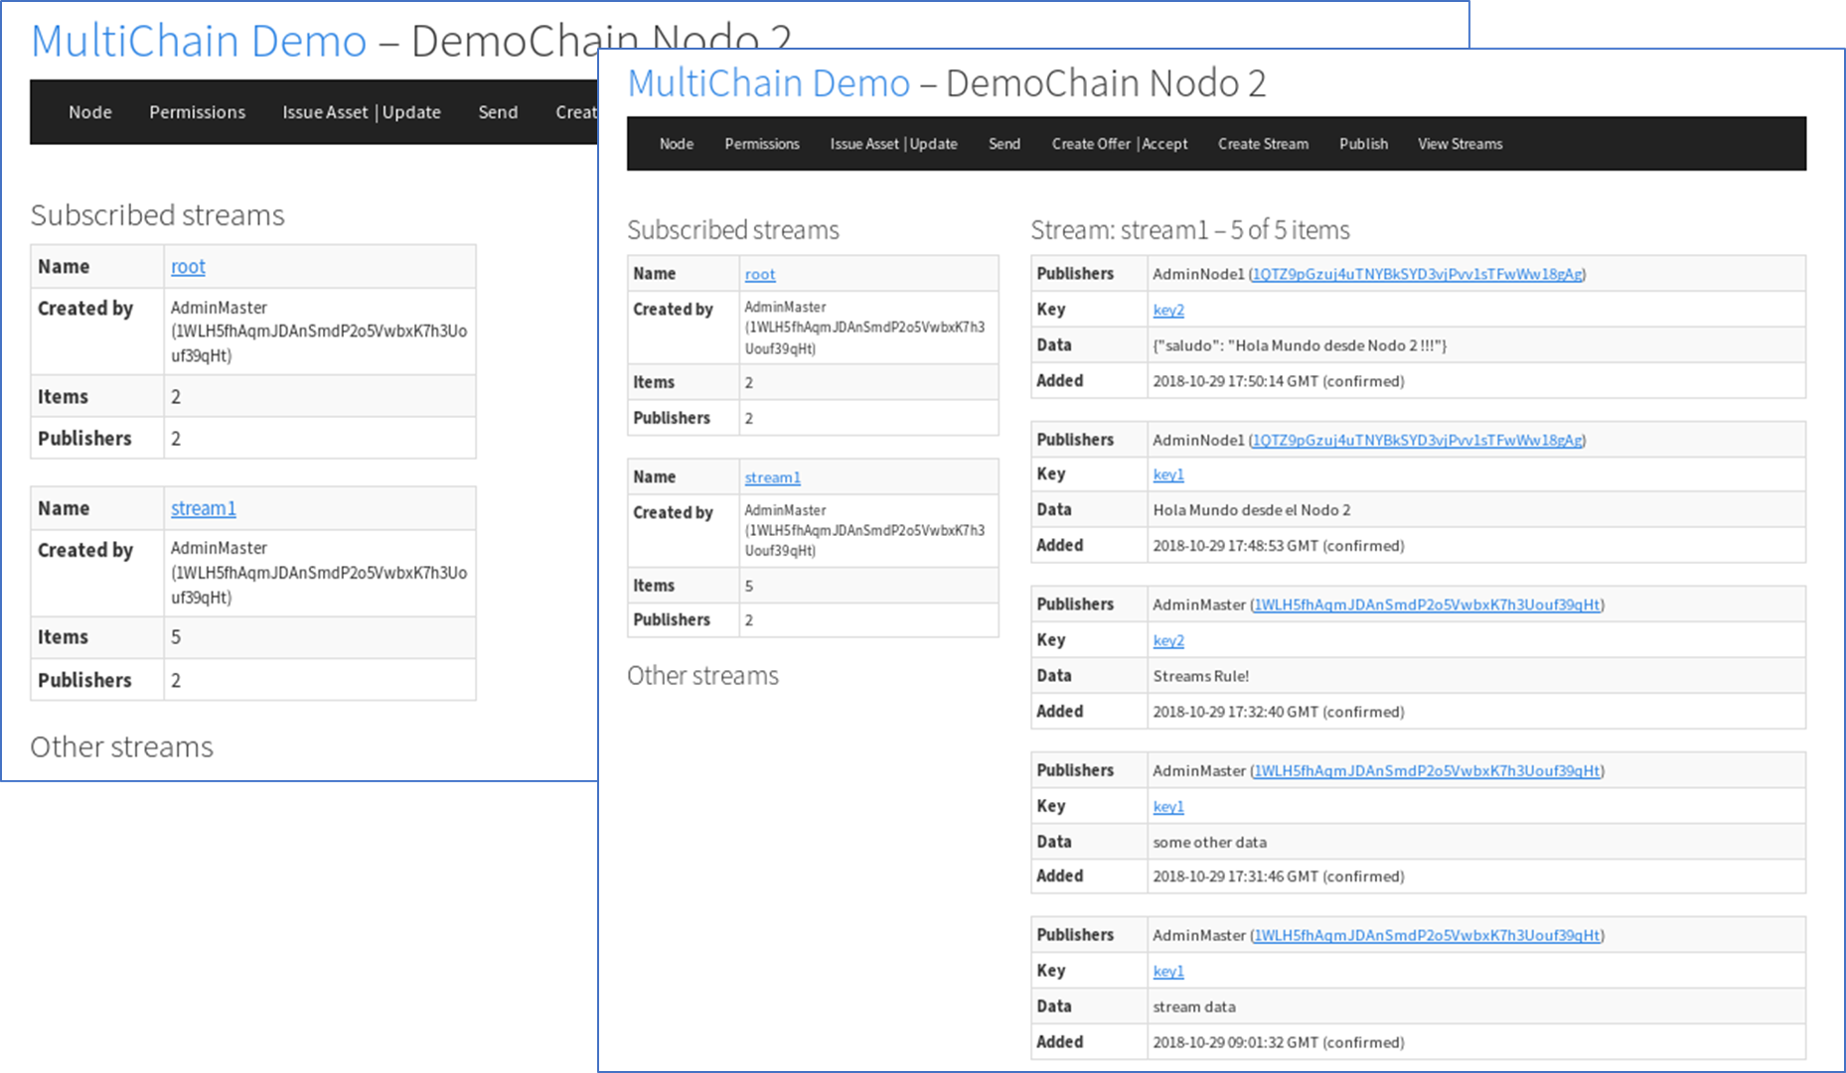 MultiChain Demo – DemoChain Nodo 2
Node Permissions Issue Asset | Update Send Creat
Subscribed streams
Name root
Created by AdminMaster
(1WLH5fhAqmJDAnSmdP2o5VwbxK7h3Uo
uf39qHt)
Items 2
Publishers 2
Name stream1
Created by AdminMaster
(1WLH5fhAqmJDAnSmdP2o5VwbxK7h3Uo
uf39qHt)
Items 5
Publishers 2
Other streams
MultiChain Demo – DemoChain Nodo 2
Node Permissions Issue Asset | Update Send Create Offer | Accept Create Stream Publish View Streams
Subscribed streams
Name root
Created by AdminMaster
(1WLH5fhAqmJDAnSmdP2o5VwbxK7h3
Uouf39qHt)
Items 2
Publishers 2
Name stream1
Created by AdminMaster
(1WLH5fhAqmJDAnSmdP2o5VwbxK7h3
Uouf39qHt)
Items 5
Publishers 2
Other streams
Stream: stream1 – 5 of 5 items
Publishers AdminNode1 (1QTZ9pGzuj4uTNYBkSYD3vjPvv1sTFwWw18gAg)
Key key2
Data {"saludo": "Hola Mundo desde Nodo 2 !!!"}
Added 2018-10-29 17:50:14 GMT (confirmed)
Publishers AdminNode1 (1QTZ9pGzuj4uTNYBkSYD3vjPvv1sTFwWw18gAg)
Key key1
Data Hola Mundo desde el Nodo 2
Added 2018-10-29 17:48:53 GMT (confirmed)
Publishers AdminMaster (1WLH5fhAqmJDAnSmdP2o5VwbxK7h3Uouf39qHt)
Key key2
Data Streams Rule!
Added 2018-10-29 17:32:40 GMT (confirmed)
Publishers AdminMaster (1WLH5fhAqmJDAnSmdP2o5VwbxK7h3Uouf39qHt)
Key key1
Data some other data
Added 2018-10-29 17:31:46 GMT (confirmed)
Publishers AdminMaster (1WLH5fhAqmJDAnSmdP2o5VwbxK7h3Uouf39qHt)
Key key1
Data stream data
Added 2018-10-29 09:01:32 GMT (confirmed)